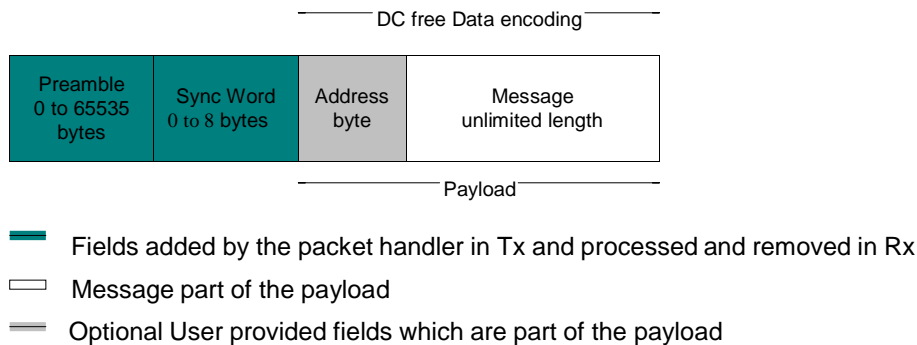 DC free Data encoding
Preamble
0 to 65535
bytes
Sync Word
0 to 8 bytes
Address
byte
Message
unlimited length
Payload
Fields added by the packet handler in Tx and processed and removed in Rx
Message part of the payload
Optional User provided fields which are part of the payload